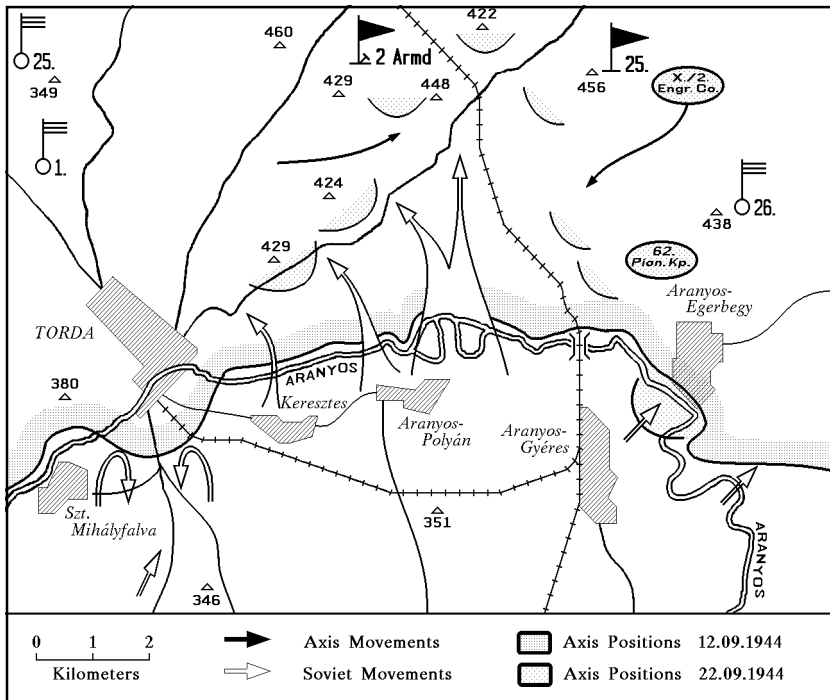 422
460
25.
2 Armd
25.
349
429
448
456
X./2.
Engr. Co.
1.
424
26.
438
429
62.
Pion. Kp.
Aranyos-
Egerbegy
TORDA
ARANYOS
380
Keresztes
Aranyos-
Polyán
Aranyos-
Gyéres
Szt.
Mihályfalva
351
ARANYOS
346
0 1 2
Kilometers
Axis Movements
Soviet Movements
Axis Positions 12.09.1944
Axis Positions 22.09.1944